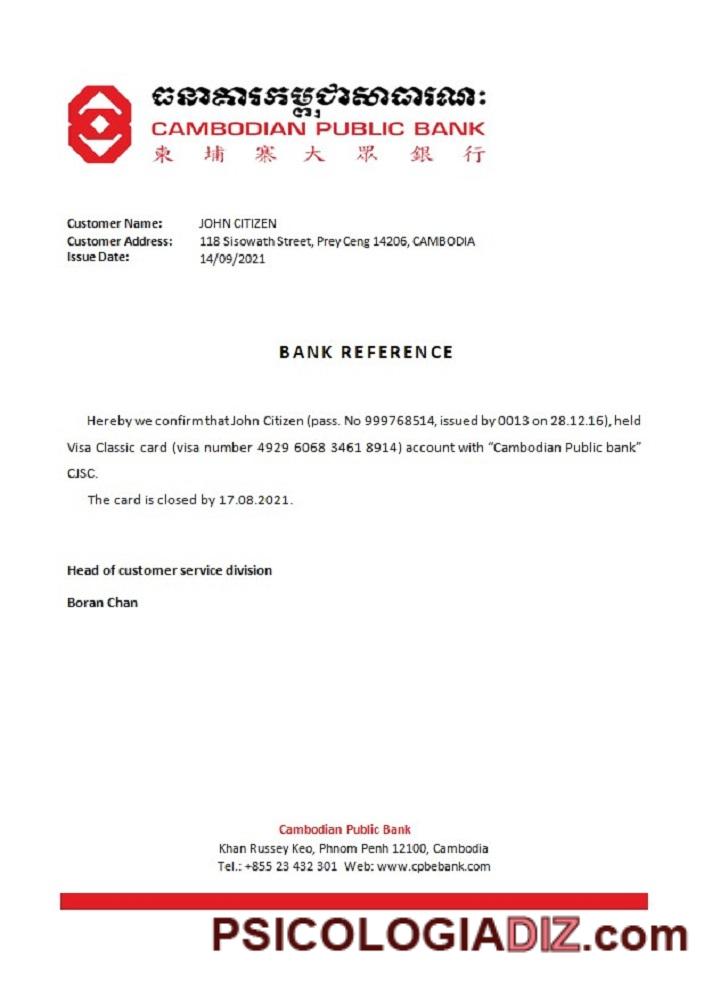 ធនាគារកម្ពុជាសាធារណៈ
CAMBODIAN PUBLIC BANK
柬埔寨大眾銀行
Customer Name: JOHN CITIZEN
Customer Address: 118 Sisowath Street, Prey Ceng 14206, CAMBODIA
Issue Date: 14/09/2021
BANK REFERENCE
Hereby we confirm that John Citizen (pass. No 999768514, issued by 0013 on 28.12.16), held
Visa Classic card (visa number 4929 6068 3461 8914) account with “Cambodian Public bank”
CJSC.
The card is closed by 17.08.2021.
Head of customer service division
Boran Chan
Cambodian Public Bank
Khan Russey Keo, Phnom Penh 12100, Cambodia
Tel.: +855 23 432 301 Web: www.cpbebank.com
PSICOLOGIADIZ.com